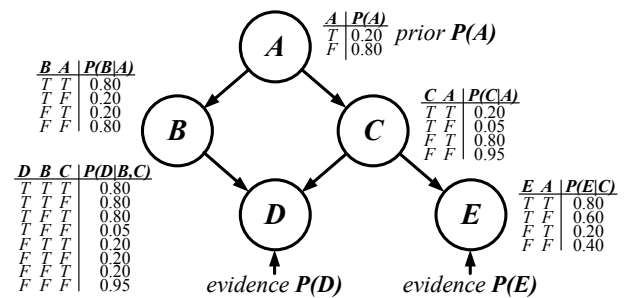 A P(A)
T 0.20
F 0.80
prior P(A)
A
B A P(B|A)
T T 0.80
T F 0.20
F T 0.20
F F 0.80
B
C
C A P(C|A)
T T 0.20
T F 0.05
F T 0.80
F F 0.95
D B C P(D|B,C)
T T T 0.80
T T F 0.80
T F T 0.80
T F F 0.05
F T T 0.20
F T F 0.20
F F T 0.20
F F F 0.95
D
E
E A P(E|C)
T T 0.80
T F 0.60
F T 0.20
F F 0.40
evidence P(D)
evidence P(E)